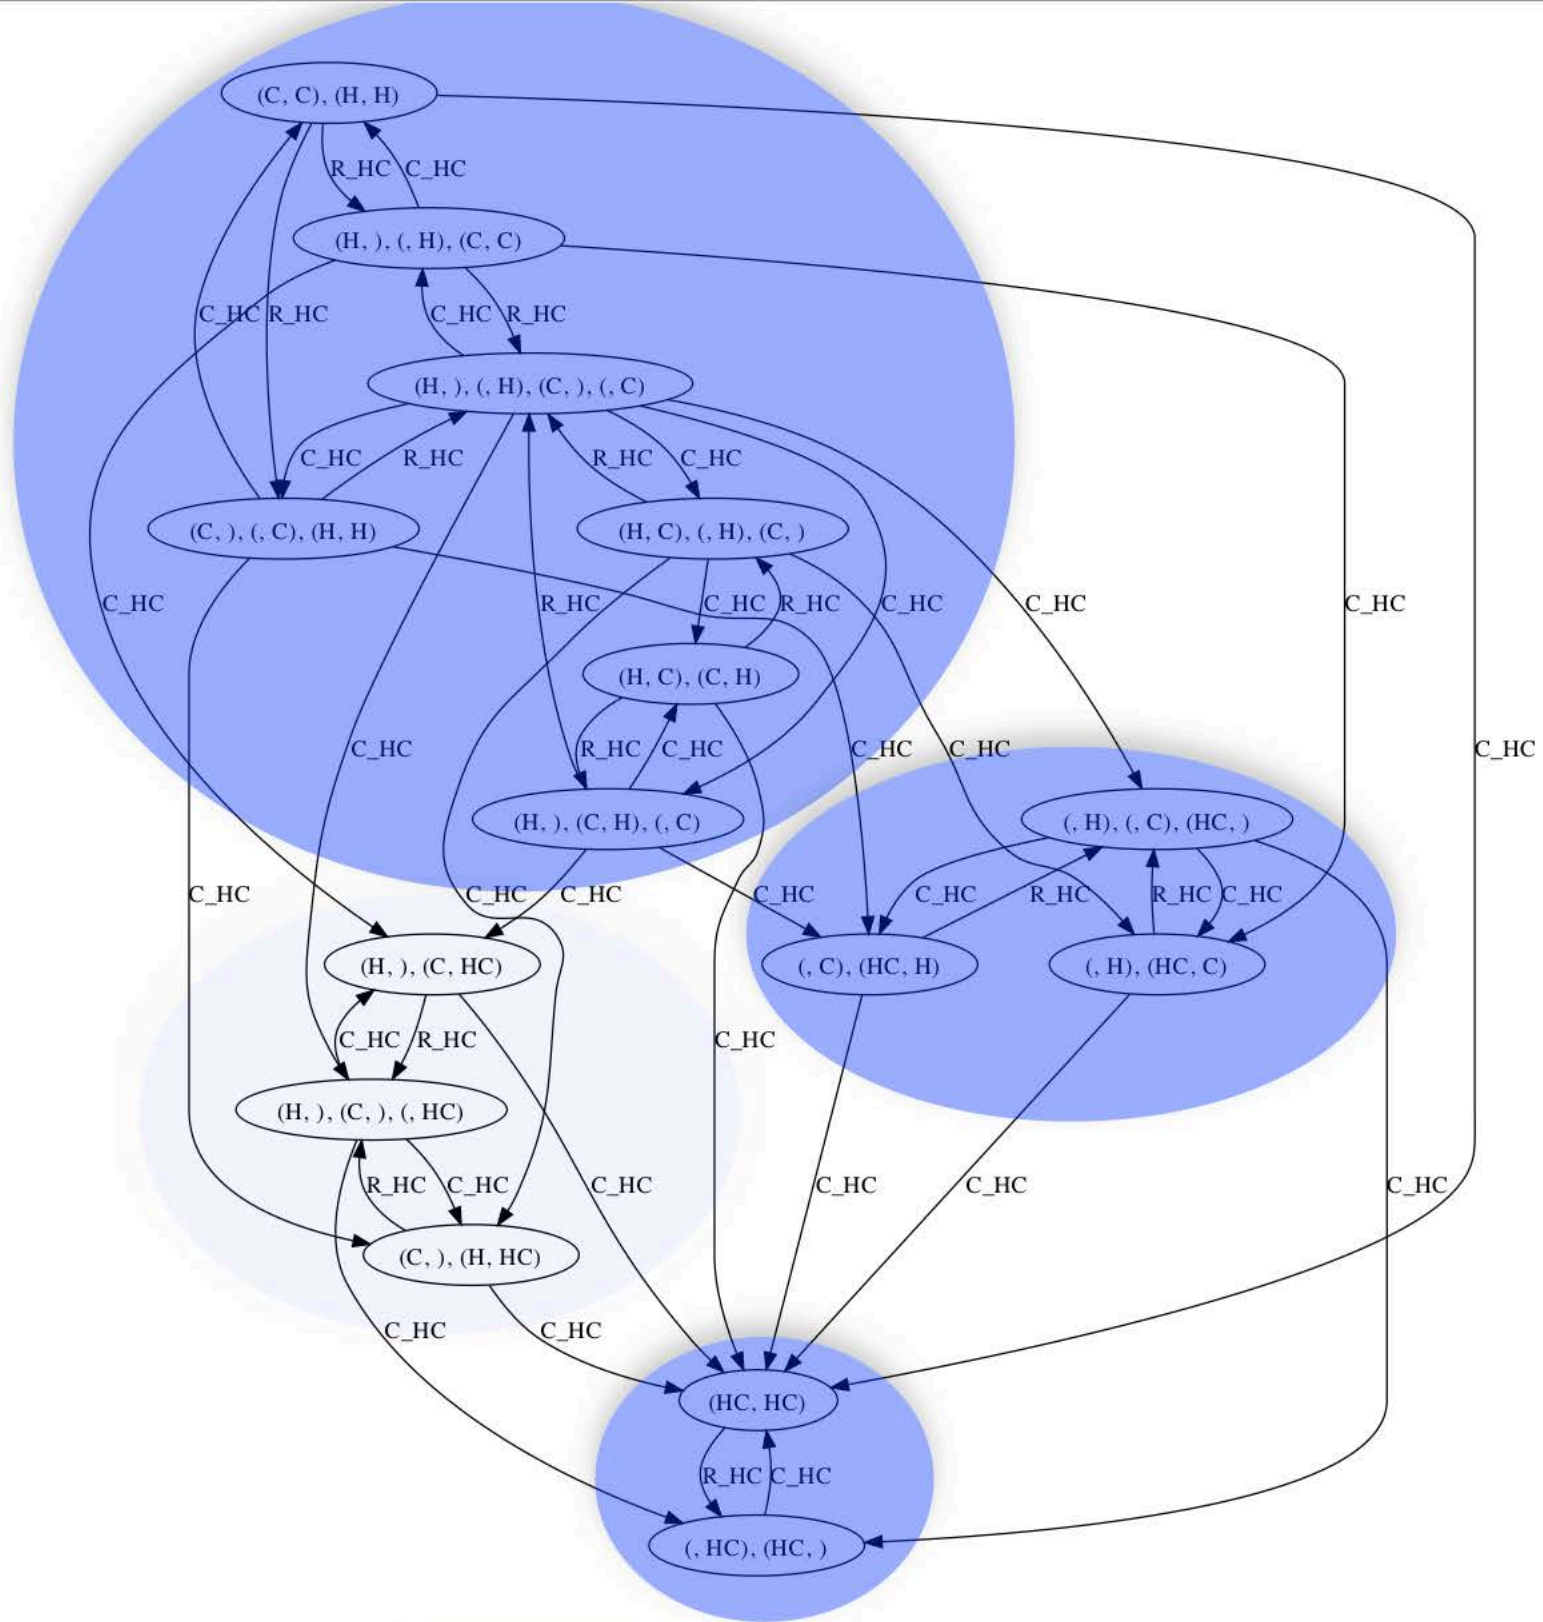 (C, C), (H, H)
R_HC C_HC
(H, ), (, H), (C, C)
C_HC R_HC C_HC R_HC
(H, ), (, H), (C, ), (, C)
C_HC R_HC R_HC C_HC
(C, ), (, C), (H, H) (H, C), (, H), (C, )
C_HC R_HC C_HC R_HC C_HC C_HC C_HC
(H, C), (C, H)
C_HC R_HC C_HC C_HC C_HC C_HC
(H, ), (C, H), (, C) (, H), (, C), (HC, )
C_HC C_HC C_HC C_HC C_HC R_HC R_HC C_HC
(H, ), (C, HC) (, C), (HC, H) (, H), (HC, C)
C_HC R_HC C_HC
(H, ), (C, ), (, HC)
R_HC C_HC C_HC C_HC C_HC C_HC
(C, ), (H, HC)
C_HC C_HC
(HC, HC)
R_HC C_HC
(, HC), (HC, )